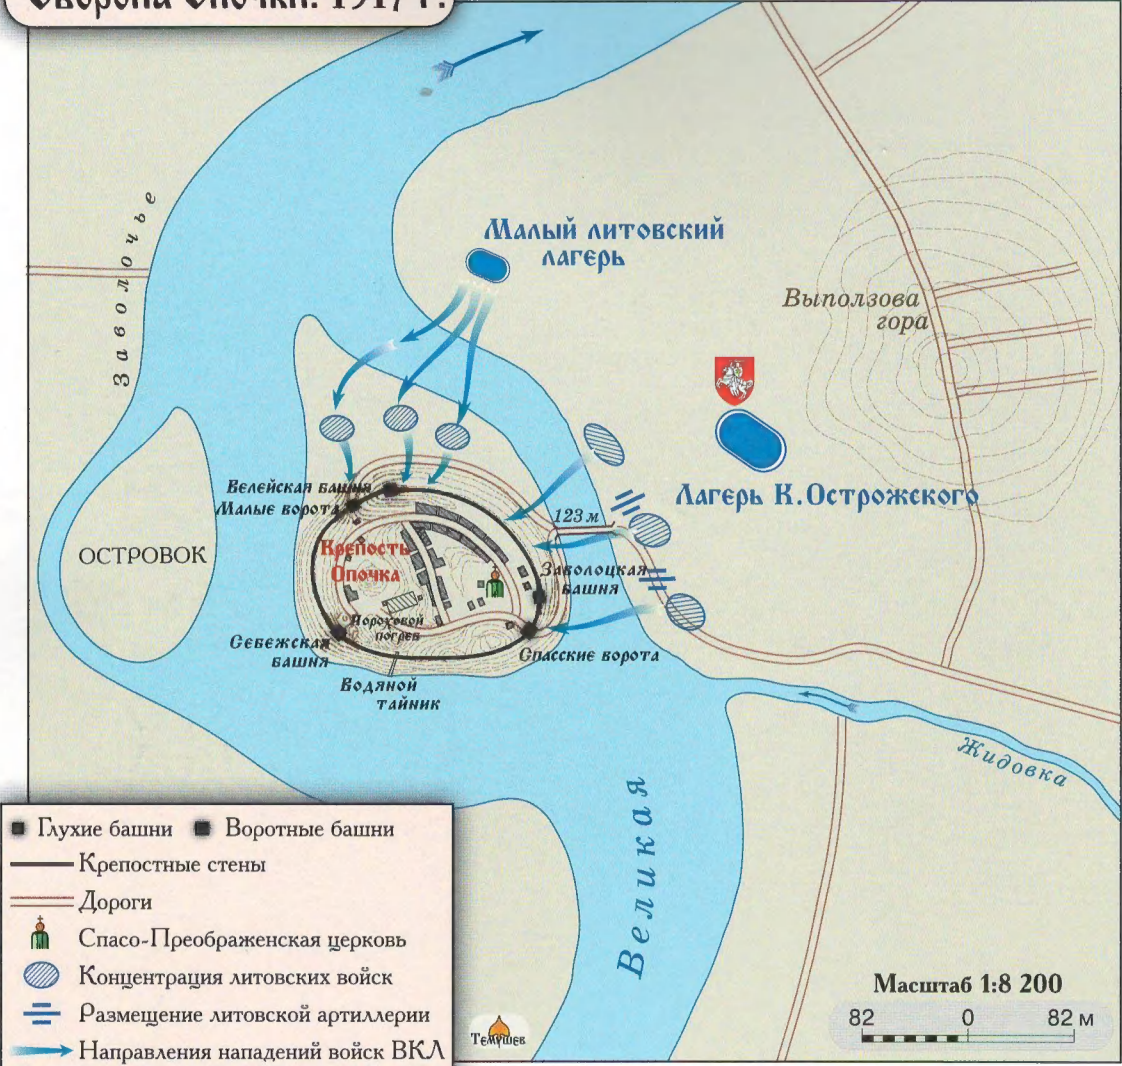 Оборона Опочки. 1517 г.
Заволочье
Малый литовский
лагерь
Выползова
гора
Лагерь К.Острожского
Велейская башня
Малые ворота
123 м
ОСТРОВОК
Крепость
Опочка
Заволоцкая
башня
Пороховой
погреб
Себежская
башня
Спасские ворота
Водяной
тайник
Жидовка
Великая
Глухие башни
Воротные башни
Крепостные стены
Дороги
Спасо-Преображенская церковь
Концентрация литовских войск
Размещение литовской артиллерии
Направления нападений войск ВКЛ
Темушев
Масштаб 1:8 200
82 0 82 м